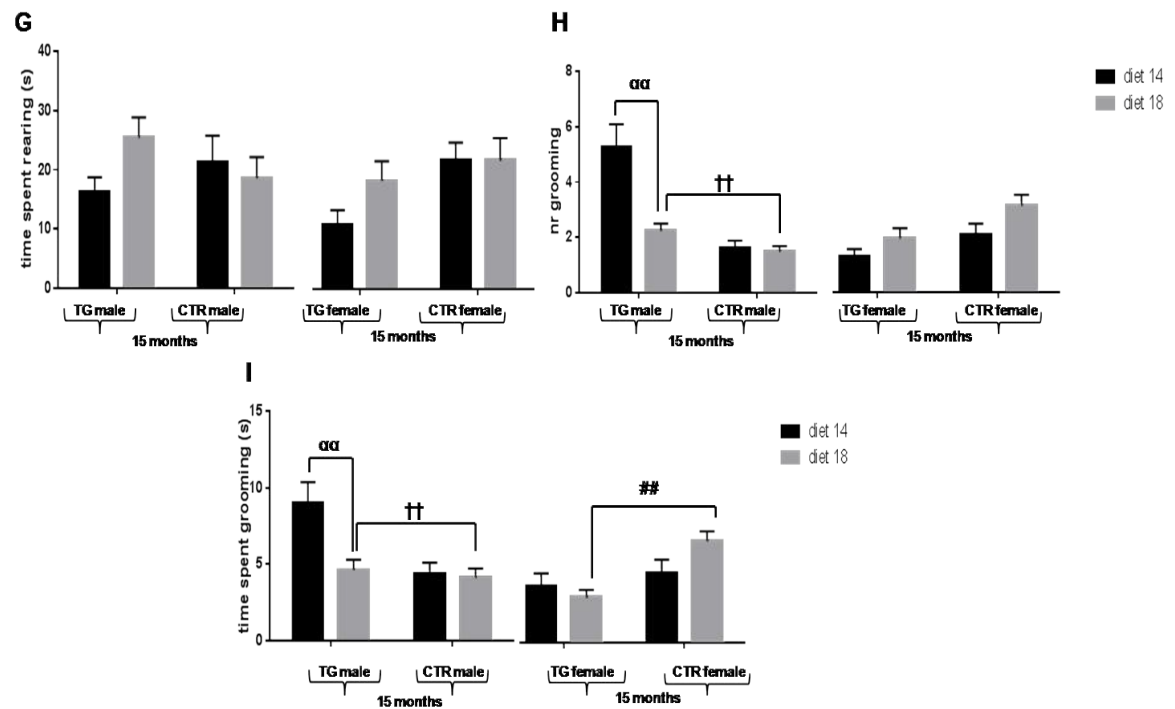 G
time spent rearing (s)
40
30
20
10
0
TG male
CTR male
15 months
TG female
CTR female
15 months
H
nr grooming
8
6
4
2
0
αα
††
TG male
CTR male
15 months
TG female
CTR female
15 months
diet 14
diet 18
I
time spent grooming (s)
15
10
5
0
αα
††
##
TG male
CTR male
15 months
TG female
CTR female
15 months
diet 14
diet 18